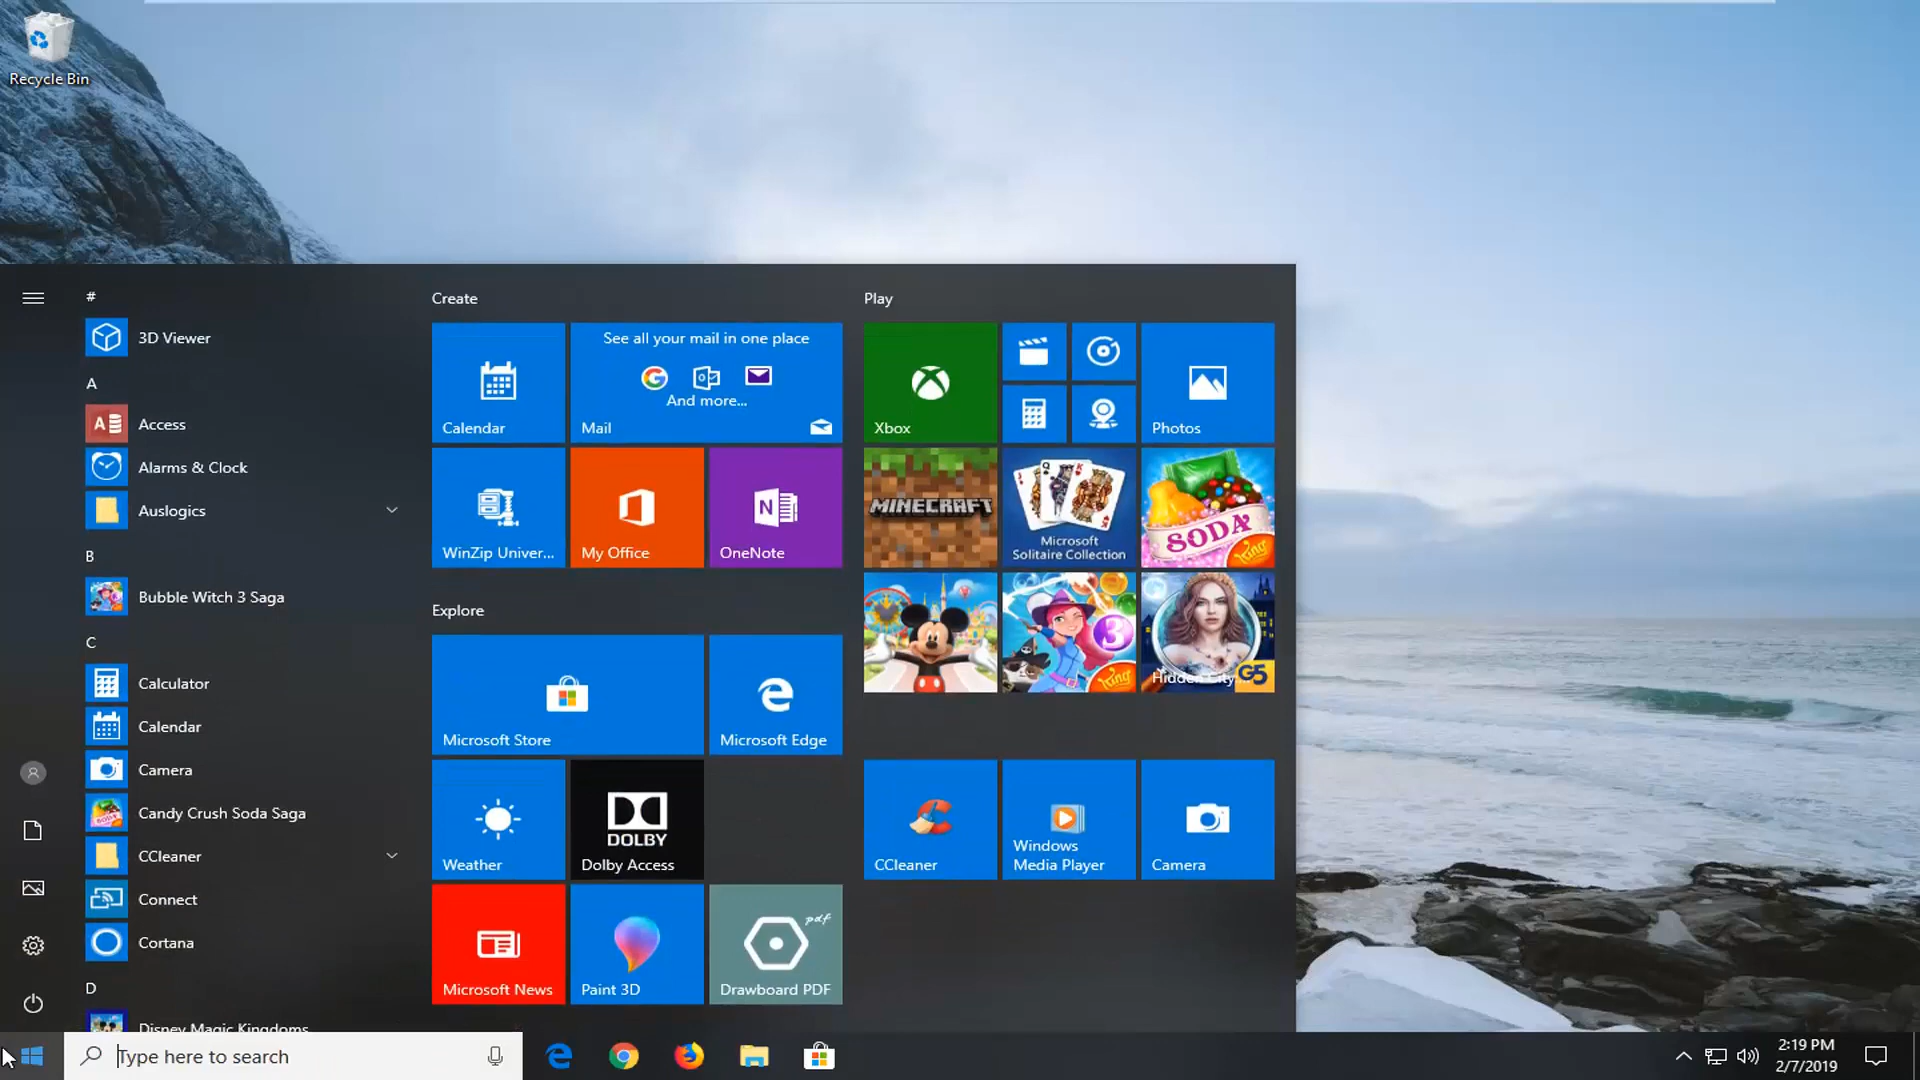 Recycle Bin
#
3D Viewer
A
Access
Alarms & Clock
Auslogics
B
Bubble Witch 3 Saga
C
Calculator
Calendar
Camera
Candy Crush Soda Saga
CCleaner
Connect
Cortana
D
Disney Magic Kingdoms
Create
Calendar
See all your mail in one place
And more...
Mail
WinZip Univer...
My Office
N
OneNote
Explore
Microsoft Store
Microsoft Edge
Weather
DOLBY
Dolby Access
Microsoft News
Paint 3D
pdf
Drawboard PDF
Play
Xbox
Photos
MINECRAFT
Microsoft
Solitaire Collection
SODA
King
3
King
Hidden City...
G5
CCleaner
Windows
Media Player
Camera
Type here to search
2:19 PM
2/7/2019